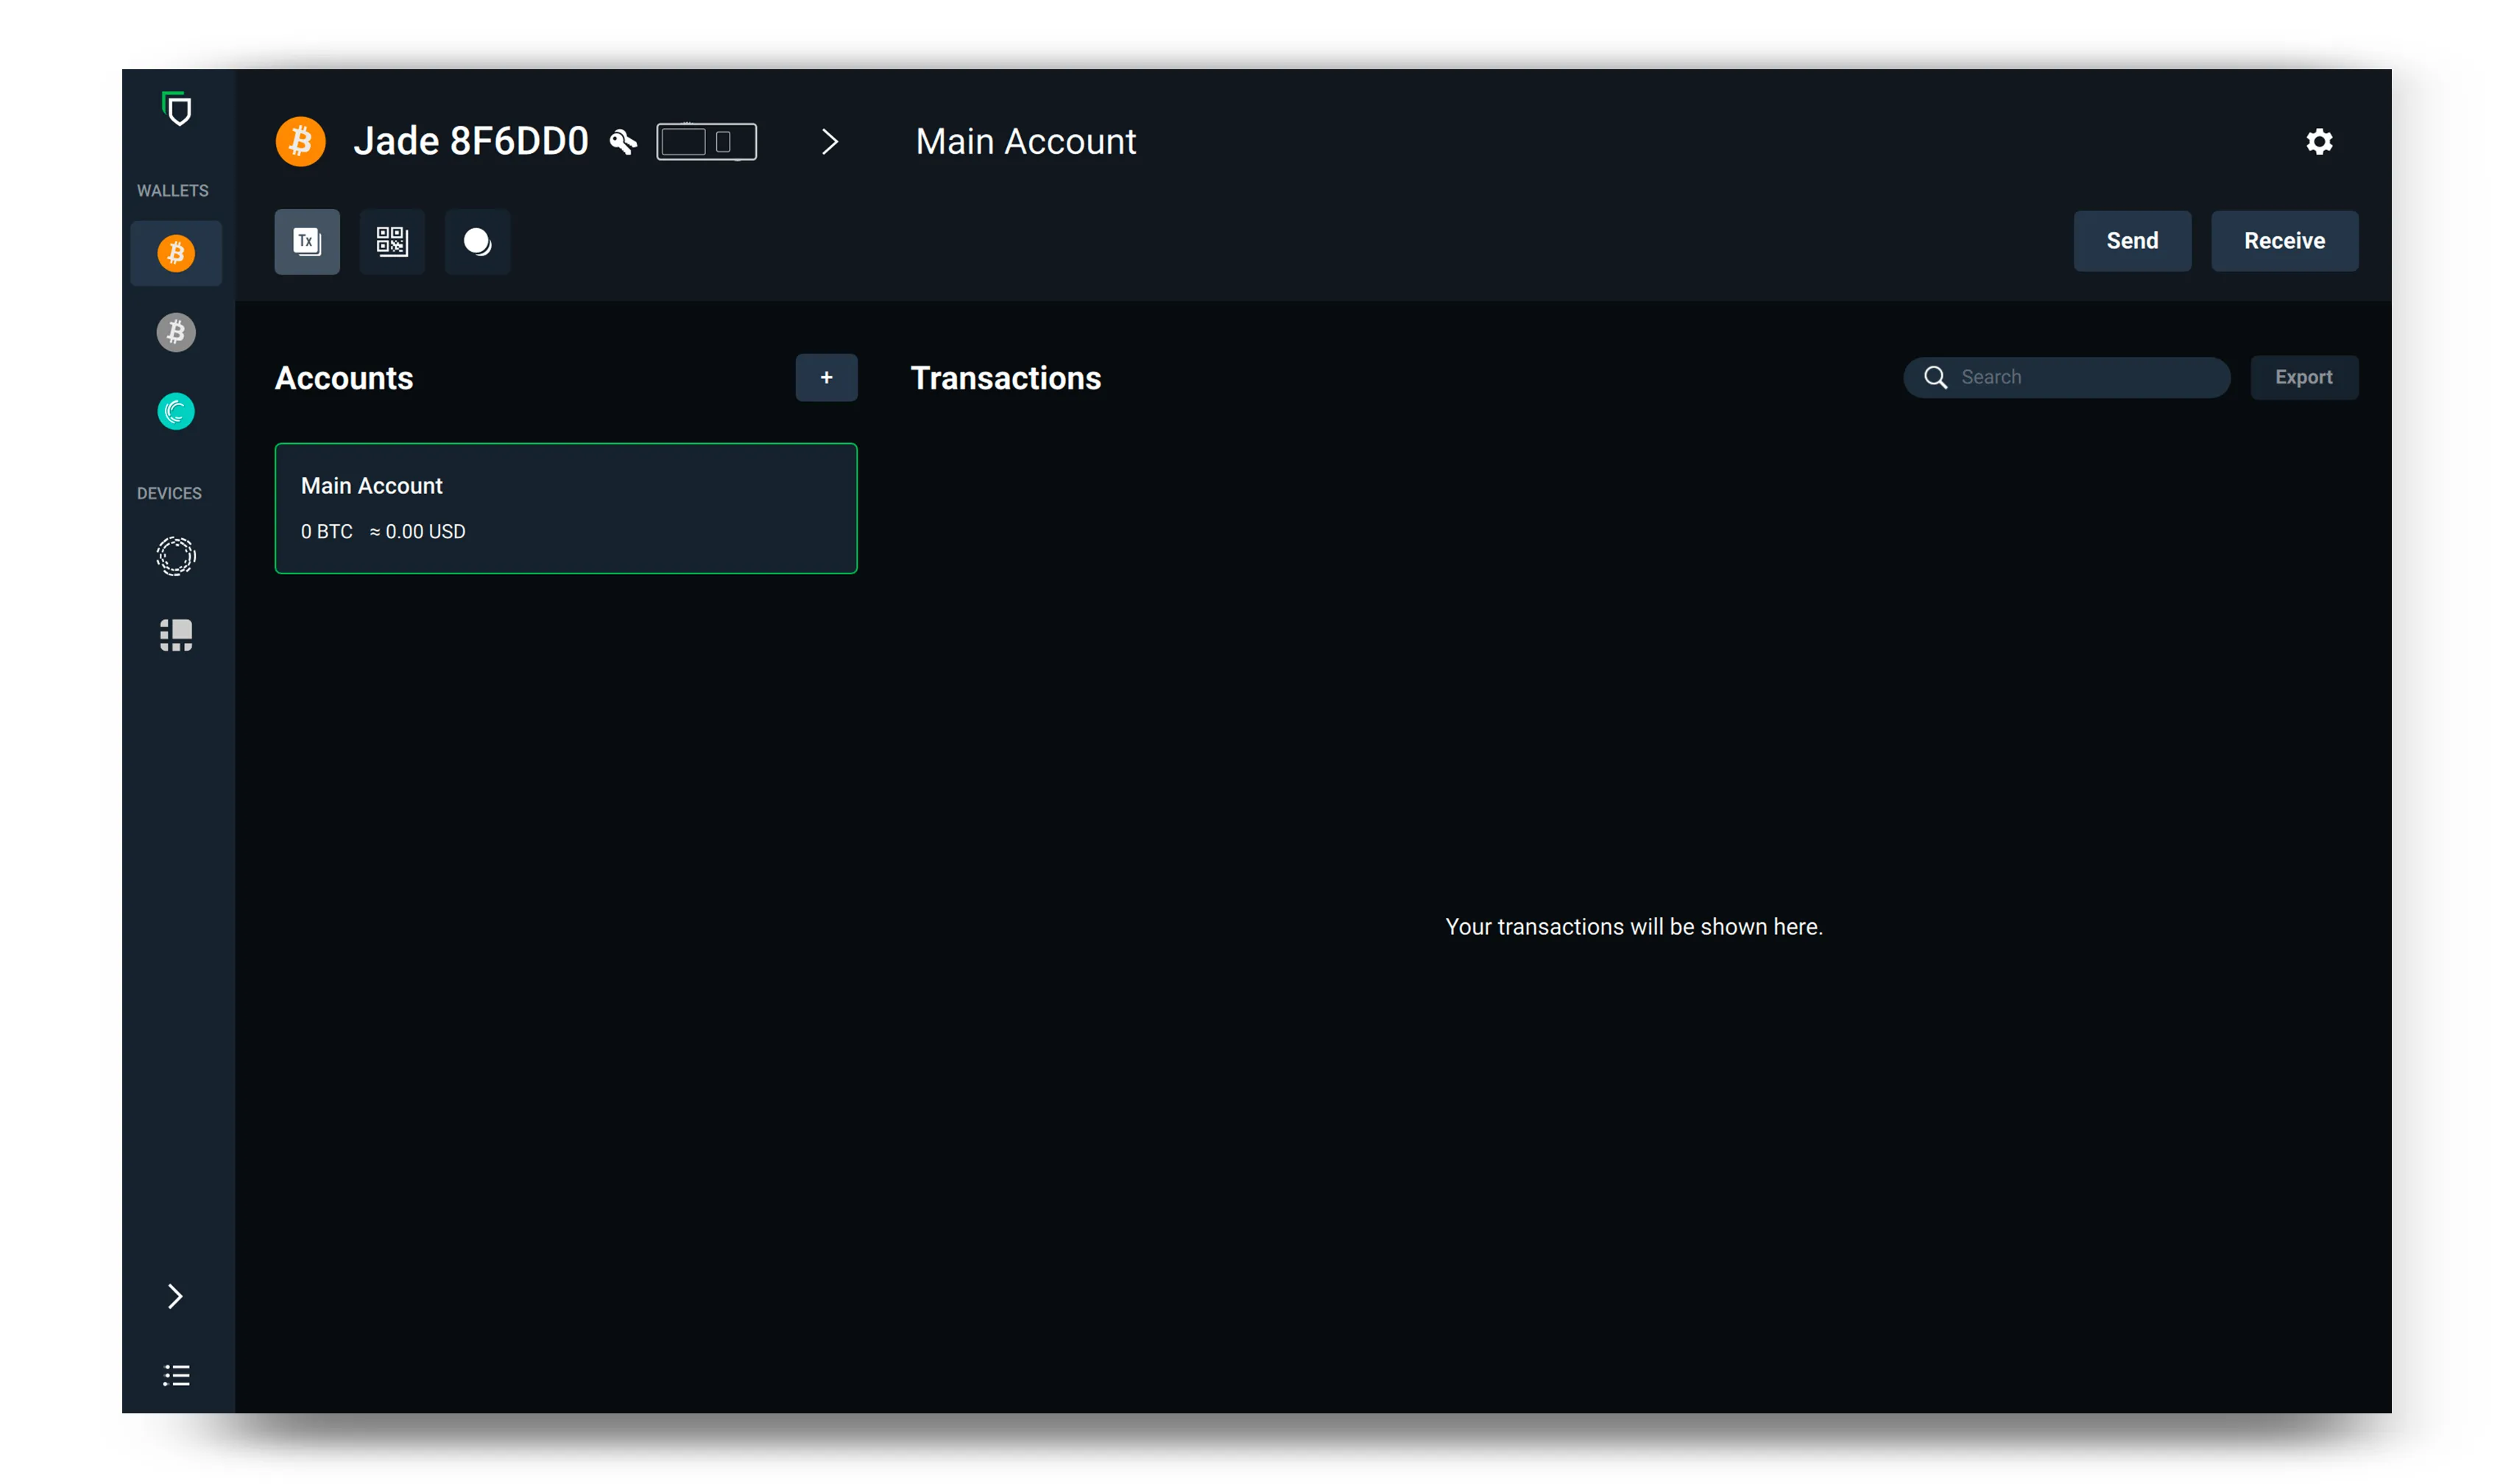 Jade 8F6DD0
Main Account
WALLETS
Tx
Send
Receive
Accounts
+
Transactions
Search
Export
Main Account
0 BTC ≈ 0.00 USD
DEVICES
Your transactions will be shown here.